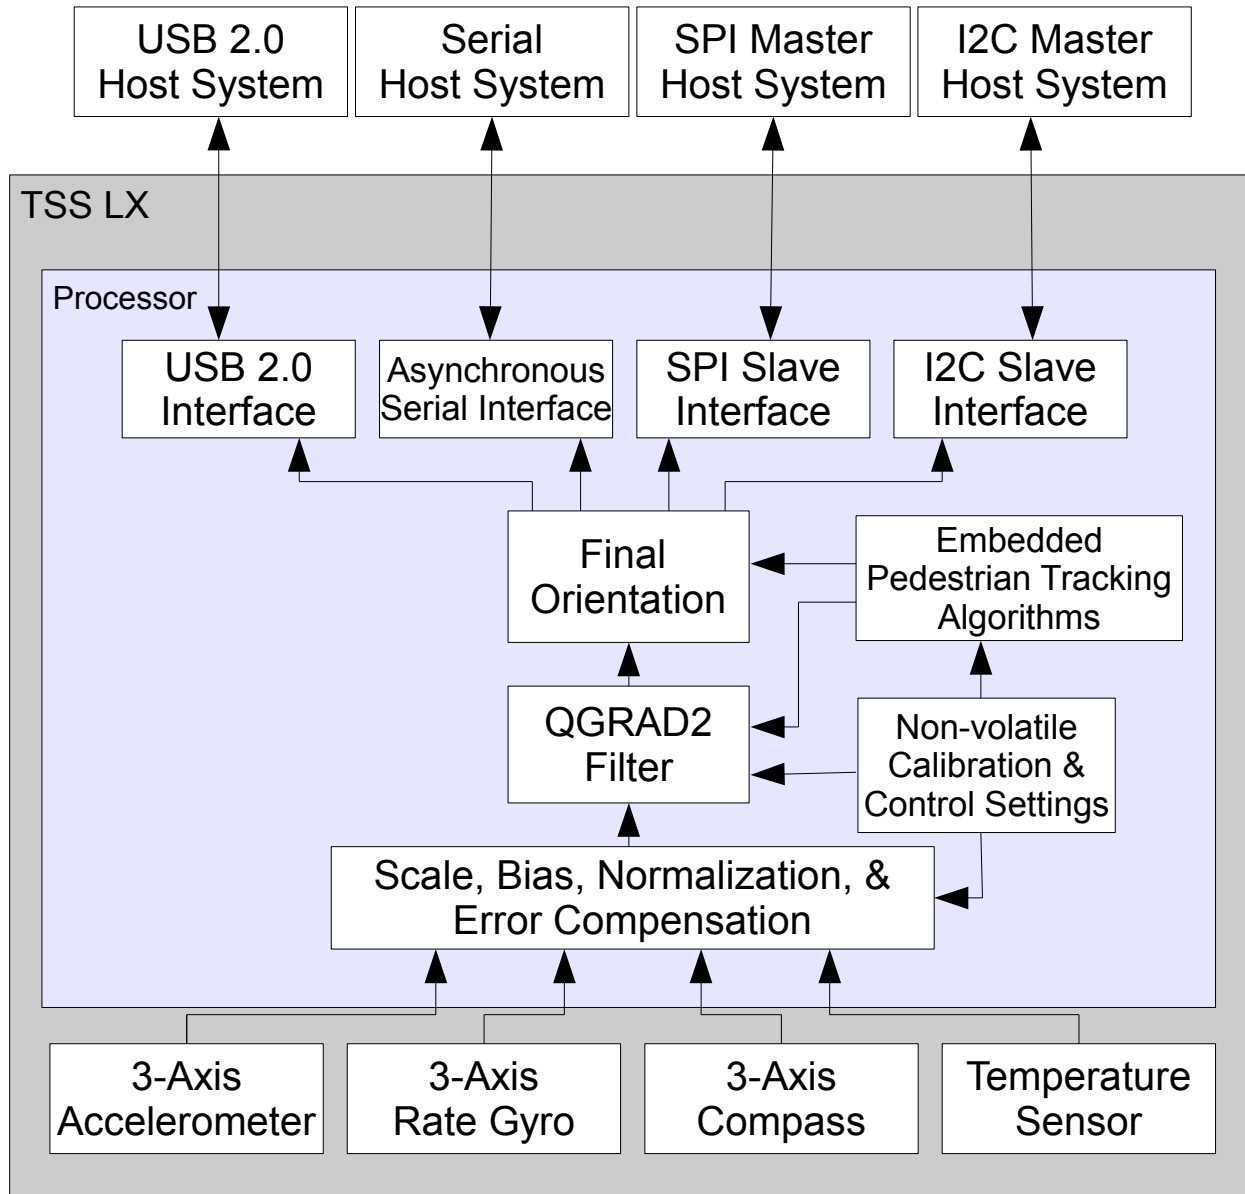 USB 2.0
Host System
Serial
Host System
SPI Master
Host System
I2C Master
Host System
TSS LX
Processor
USB 2.0
Interface
Asynchronous
Serial Interface
SPI Slave
Interface
I2C Slave
Interface
Final
Orientation
Embedded
Pedestrian Tracking
Algorithms
QGRAD2
Filter
Non-volatile
Calibration &
Control Settings
Scale, Bias, Normalization, &
Error Compensation
3-Axis
Accelerometer
3-Axis
Rate Gyro
3-Axis
Compass
Temperature
Sensor